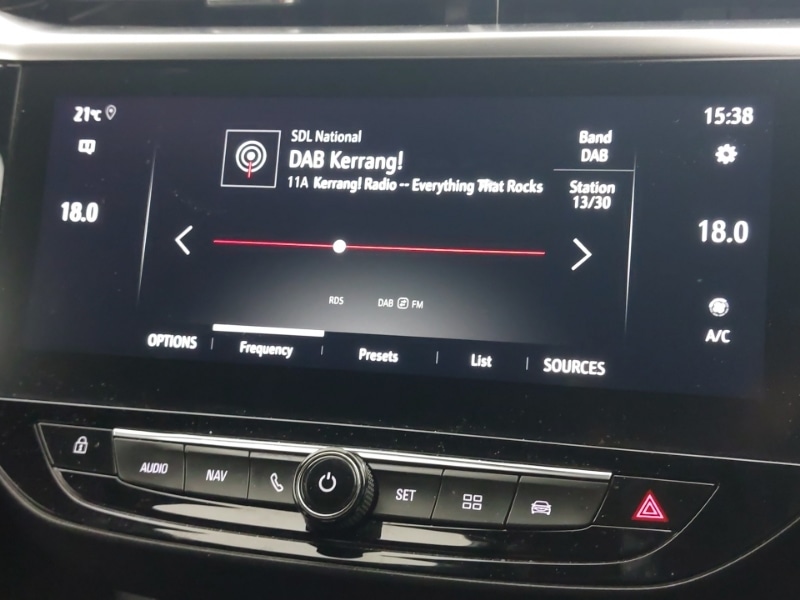 21°C
15:38
SDL National
DAB Kerrang!
11A Kerrang! Radio -- Everything That Rocks
Band
DAB
Station
13/30
18.0
18.0
RDS
DAB FM
A/C
OPTIONS
Frequency
Presets
List
SOURCES
AUDIO
NAV
SET